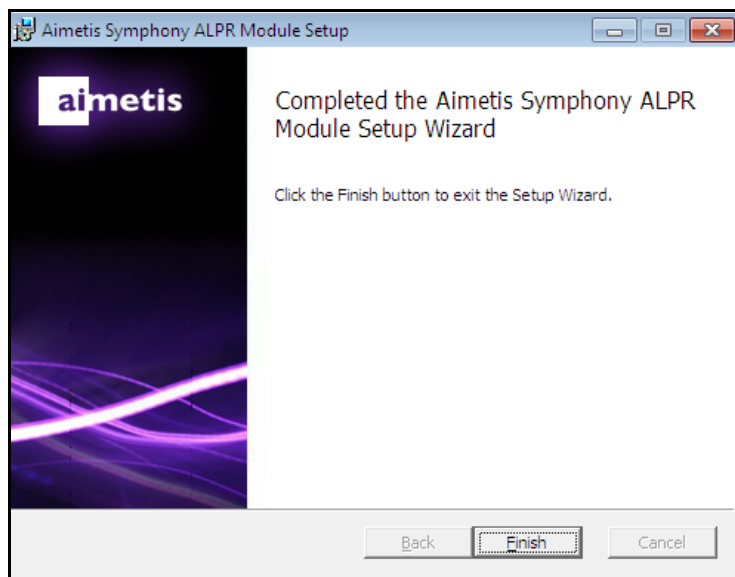 Aimetis Symphony ALPR Module Setup
aimetis
Completed the Aimetis Symphony ALPR
Module Setup Wizard
Click the Finish button to exit the Setup Wizard.
Back Finish Cancel